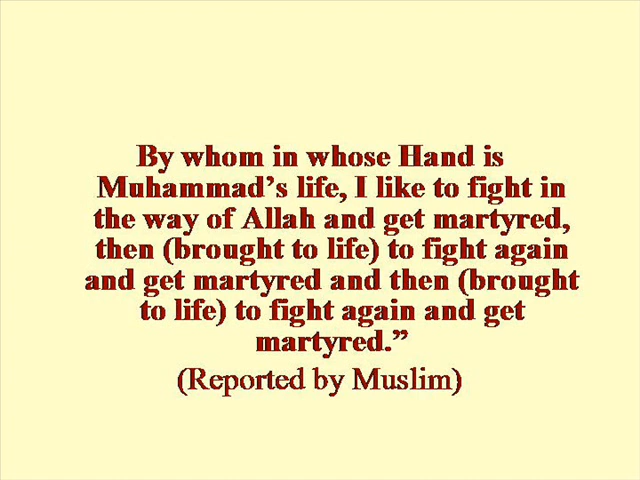 By whom in whose Hand is
Muhammad’s life, I like to fight in
the way of Allah and get martyred,
then (brought to life) to fight again
and get martyred and then (brought
to life) to fight again and get
martyred.”
(Reported by Muslim)